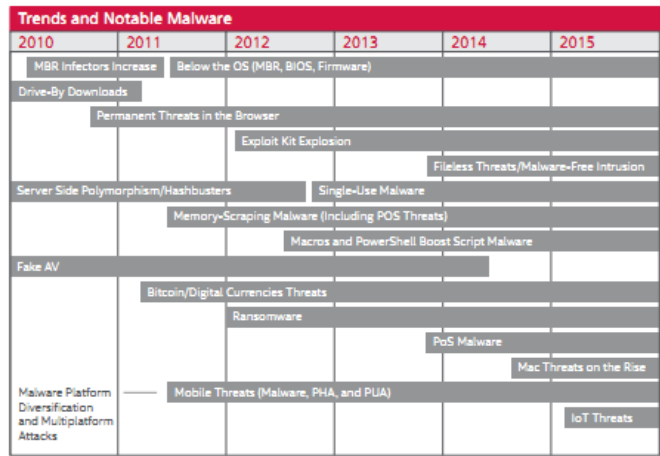 Trends and Notable Malware
2010 2011 2012 2013 2014 2015
MBR Infectors Increase Below the OS (MBR, BIOS, Firmware)
Drive-By Downloads
Permanent Threats in the Browser
Exploit Kit Explosion
Fileless Threats/Malware-Free Intrusion
Server Side Polymorphism/Hashbusters Single-Use Malware
Memory-Scraping Malware (Including POS Threats)
Macros and PowerShell Boost Script Malware
Fake AV
Bitcoin/Digital Currencies Threats
Ransomware
PoS Malware
Mac Threats on the Rise
Malware Platform
Diversification
and Multiplatform
Attacks
Mobile Threats (Malware, PHA, and PUA)
IoT Threats